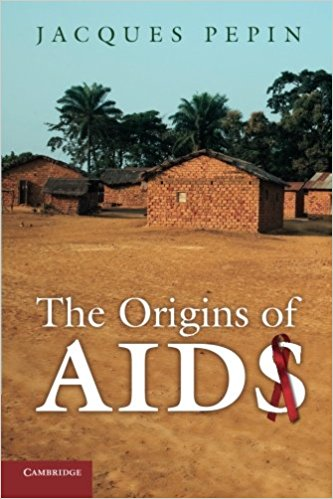 JACQUES PEPIN
The Origins of
AIDS
CAMBRIDGE